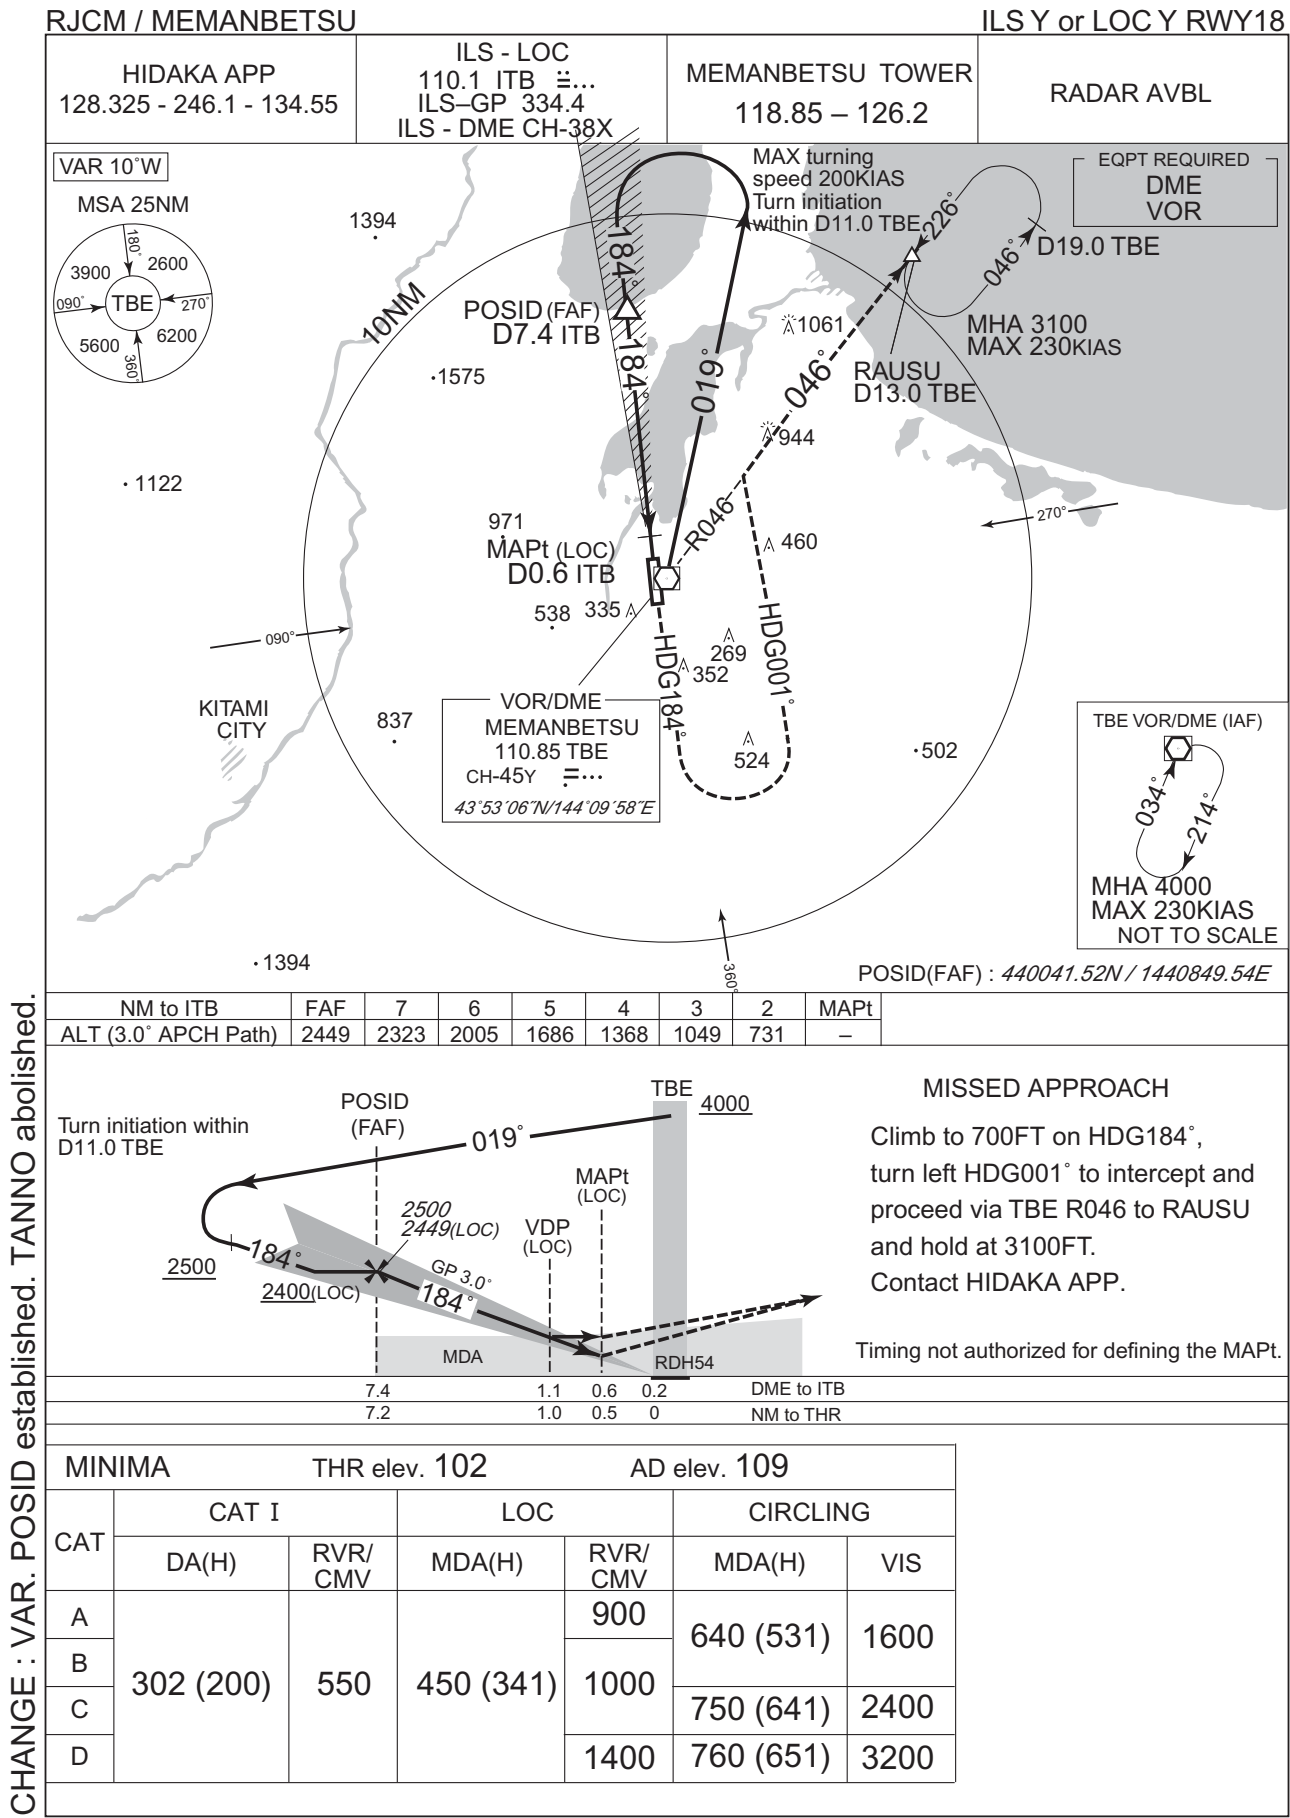 RJCM / MEMANBETSU
ILS Y or LOC Y RWY18
HIDAKA APP
128.325 - 246.1 - 134.55
ILS - LOC
110.1 ITB
ILS–GP 334.4
ILS - DME CH-38X
MEMANBETSU TOWER
118.85 – 126.2
RADAR AVBL
VAR 10°W
MSA 25NM
180°
3900
2600
090°
TBE
270°
5600
6200
360°
1394
10NM
1575
1122
MAX turning
speed 200KIAS
Turn initiation
within D11.0 TBE
EQPT REQUIRED
DME
VOR
226°
046°
D19.0 TBE
MHA 3100
MAX 230KIAS
RAUSU
D13.0 TBE
184°
POSID (FAF)
D7.4 ITB
184°
019°
1061
046°
944
R046
270°
971
MAPt (LOC)
D0.6 ITB
460
538
335
090°
HDG184°
HDG001°
269
352
524
837
502
KITAMI
CITY
VOR/DME
MEMANBETSU
110.85 TBE
CH-45Y
43°53´06˝N/144°09´58˝E
TBE VOR/DME (IAF)
034°
214°
MHA 4000
MAX 230KIAS
NOT TO SCALE
1394
360°
POSID(FAF) : 440041.52N / 1440849.54E
NM to ITB FAF 7 6 5 4 3 2 MAPt
ALT (3.0° APCH Path) 2449 2323 2005 1686 1368 1049 731 –
Turn initiation within
D11.0 TBE
POSID
(FAF)
019°
TBE
4000
MAPt
(LOC)
2500
2449(LOC)
VDP
(LOC)
184°
2500
2400(LOC)
GP 3.0°
184°
MDA
RDH54
7.4 1.1 0.6 0.2 DME to ITB
7.2 1.0 0.5 0 NM to THR
MISSED APPROACH
Climb to 700FT on HDG184°,
turn left HDG001° to intercept and
proceed via TBE R046 to RAUSU
and hold at 3100FT.
Contact HIDAKA APP.
Timing not authorized for defining the MAPt.
MINIMA THR elev. 102 AD elev. 109
CAT
CAT I LOC CIRCLING
DA(H) RVR/CMV MDA(H) RVR/CMV MDA(H) VIS
A
B
C
D
302 (200)
550
450 (341)
900
1000
1400
640 (531) 1600
750 (641) 2400
760 (651) 3200
CHANGE : VAR. POSID established. TANNO abolished.